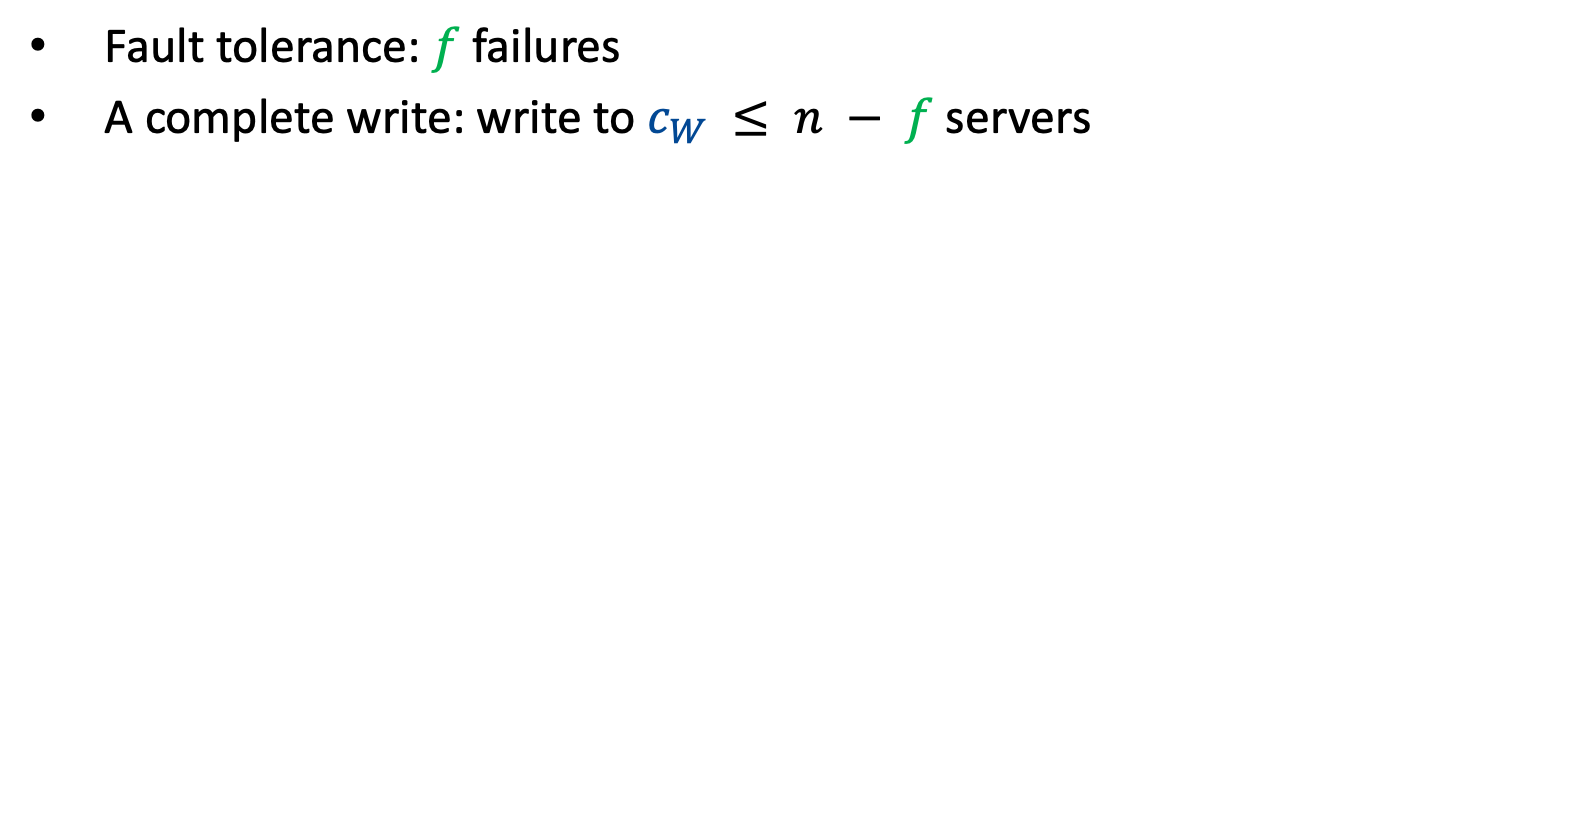 • Fault tolerance: f failures
• A complete write: write to c_W ≤ n − f servers